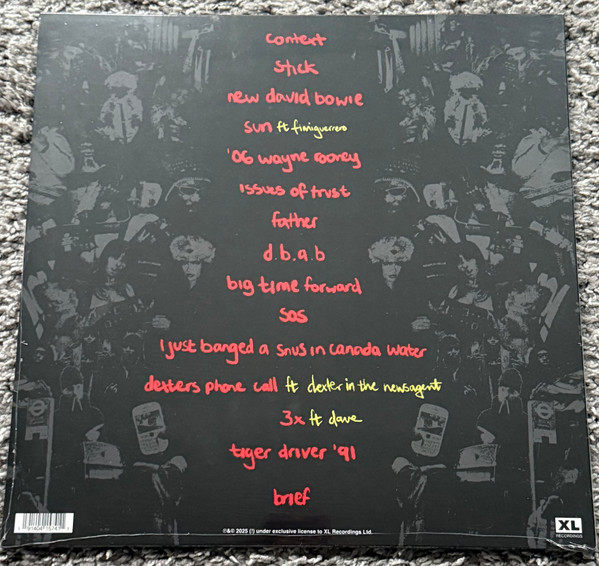 context
stick
new david bowie
sun ft fimiguerrero
'06 wayne rooney
issues of trust
father
d.b.a.b
big time forward
sos
i just banged a snus in canada water
dexters phone call ft dexter in the newsagent
3x ft dave
tiger driver '91
brief
℗&© 2025 (!) under exclusive license to XL Recordings Ltd.
XL
RECORDINGS